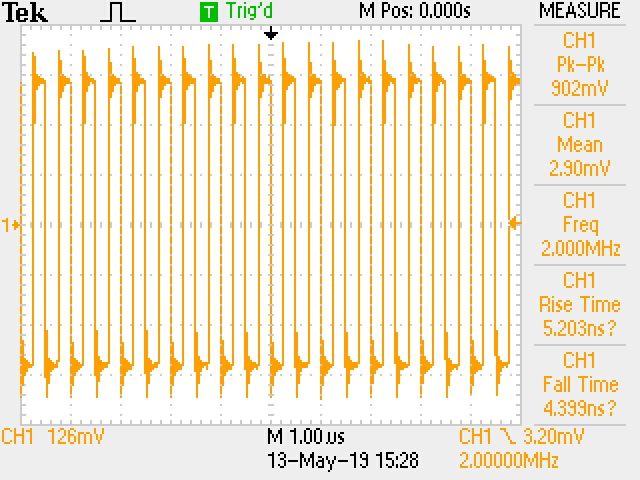 Tek T Trig'd M Pos: 0.000s MEASURE
CH1
Pk-Pk
902mV
CH1
Mean
2.90mV
CH1
Freq
2.000MHz
CH1
Rise Time
5.203ns?
CH1
Fall Time
4.399ns?
1
CH1 126mV M 1.00us CH1 3.20mV
13-May-19 15:28 2.00000MHz